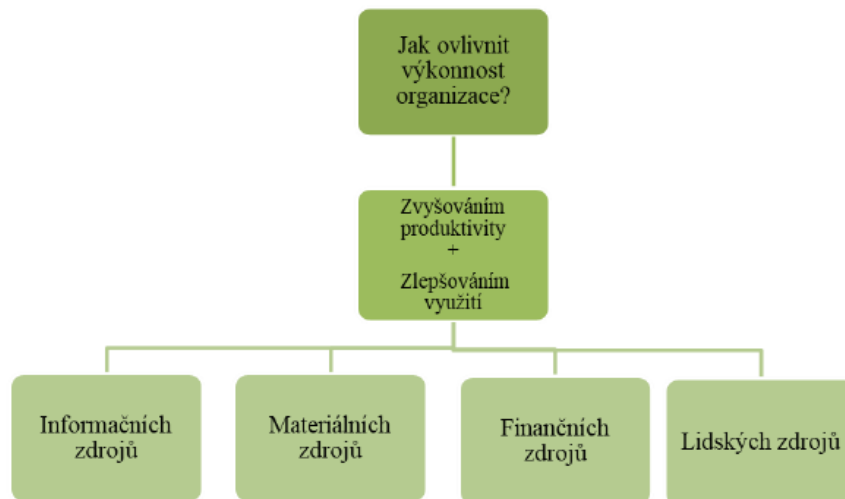 Jak ovlivnit
výkonnost
organizace?
Zvyšováním
produktivity
+
Zlepšováním
využití
Informačních
zdrojů
Materiálních
zdrojů
Finančních
zdrojů
Lidských zdrojů